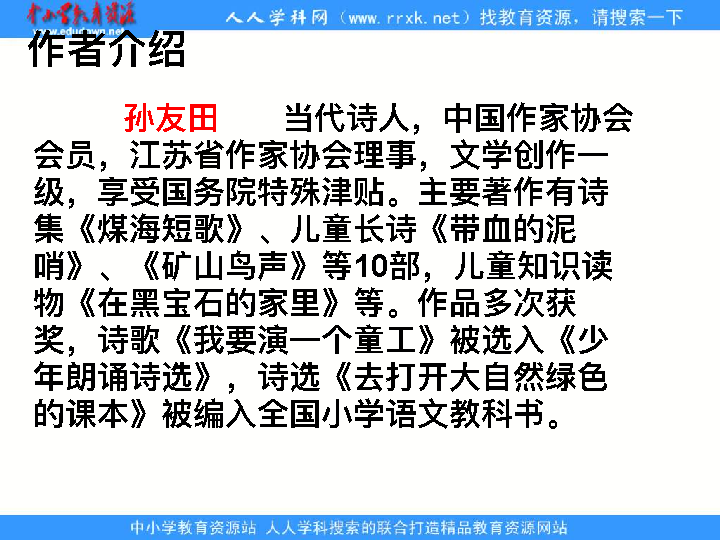 中小学教育资源
www.edudown.net
人人学科网（www.rrxk.net）找教育资源，请搜索一下
作者介绍
孙友田 当代诗人，中国作家协会
会员，江苏省作家协会理事，文学创作一
级，享受国务院特殊津贴。主要著作有诗
集《煤海短歌》、儿童长诗《带血的泥
哨》、《矿山鸟声》等10部，儿童知识读
物《在黑宝石的家里》等。作品多次获
奖，诗歌《我要演一个童工》被选入《少
年朗诵诗选》，诗选《去打开大自然绿色
的课本》被编入全国小学语文教科书。
中小学教育资源站 人人学科搜索的联合打造精品教育资源网站